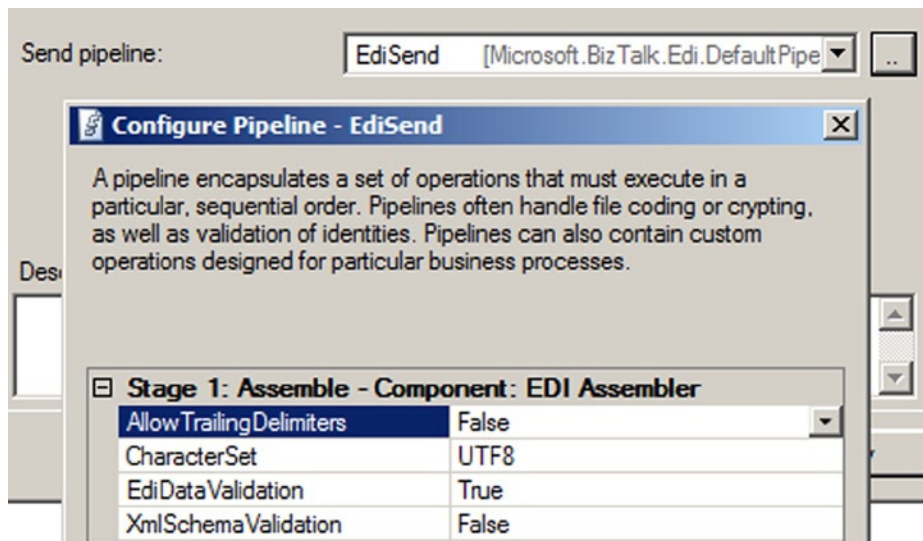 Send pipeline:
EdiSend [Microsoft.BizTalk.Edi.DefaultPipe
..
Configure Pipeline - EdiSend
A pipeline encapsulates a set of operations that must execute in a
particular, sequential order. Pipelines often handle file coding or crypting,
as well as validation of identities. Pipelines can also contain custom
operations designed for particular business processes.
Des
Stage 1: Assemble - Component: EDI Assembler
AllowTrailingDelimiters False
CharacterSet UTF8
EdiDataValidation True
XmlSchemaValidation False